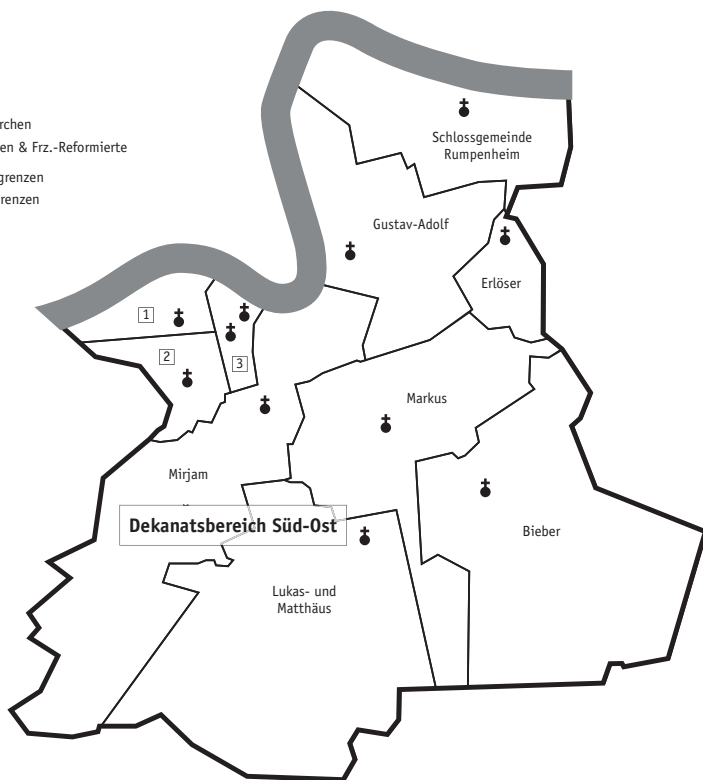 rchen
en & Frz.-Reformierte
grenzen
renzen
Schlossgemeinde
Rumpenheim
Gustav-Adolf
Erlöser
1
2
3
Markus
Mirjam
Dekanatsbereich Süd-Ost
Bieber
Lukas- und
Matthäus